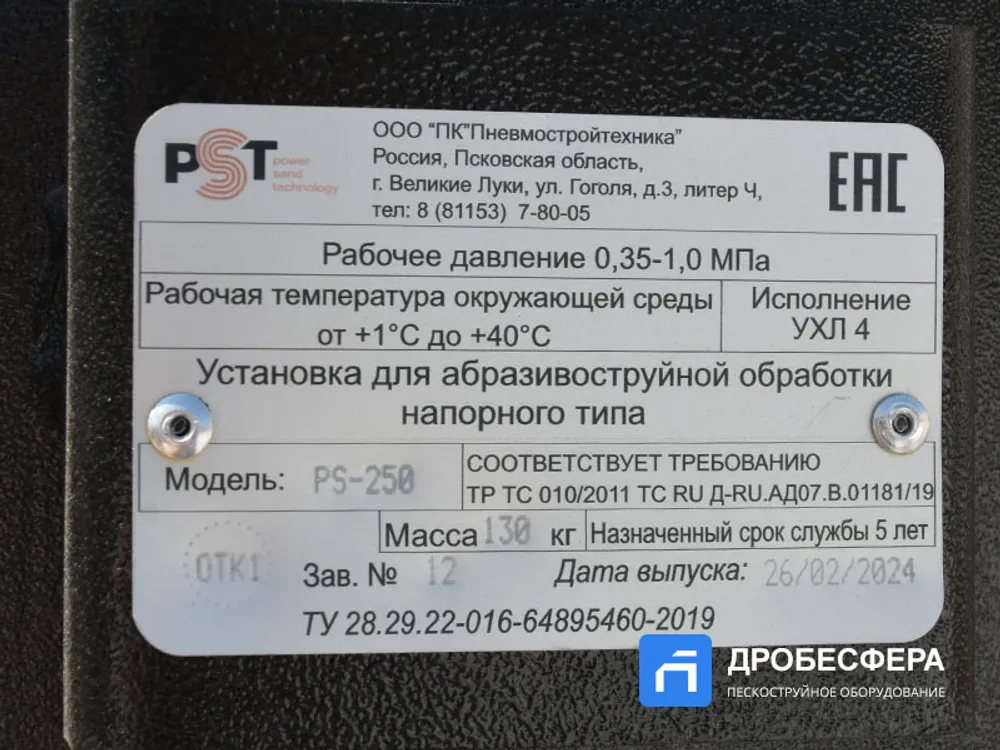 PST
power
sand
technology
ООО "ПК"Пневмостройтехника"
Россия, Псковская область,
г. Великие Луки, ул. Гоголя, д.3, литер Ч,
тел: 8 (81153) 7-80-05
ЕАС
Рабочее давление 0,35-1,0 МПа
Рабочая температура окружающей среды
от +1°С до +40°С
Исполнение
УХЛ 4
Установка для абразивоструйной обработки
напорного типа
Модель: PS-250
СООТВЕТСТВУЕТ ТРЕБОВАНИЮ
ТР ТС 010/2011 ТС RU Д-RU.АД07.В.01181/19
Масса 130 кг
Назначенный срок службы 5 лет
ОТК1
Зав. № 12
Дата выпуска: 26/02/2024
ТУ 28.29.22-016-64895460-2019
ДРОБЕСФЕРА
ПЕСКОСТРУЙНОЕ ОБОРУДОВАНИЕ